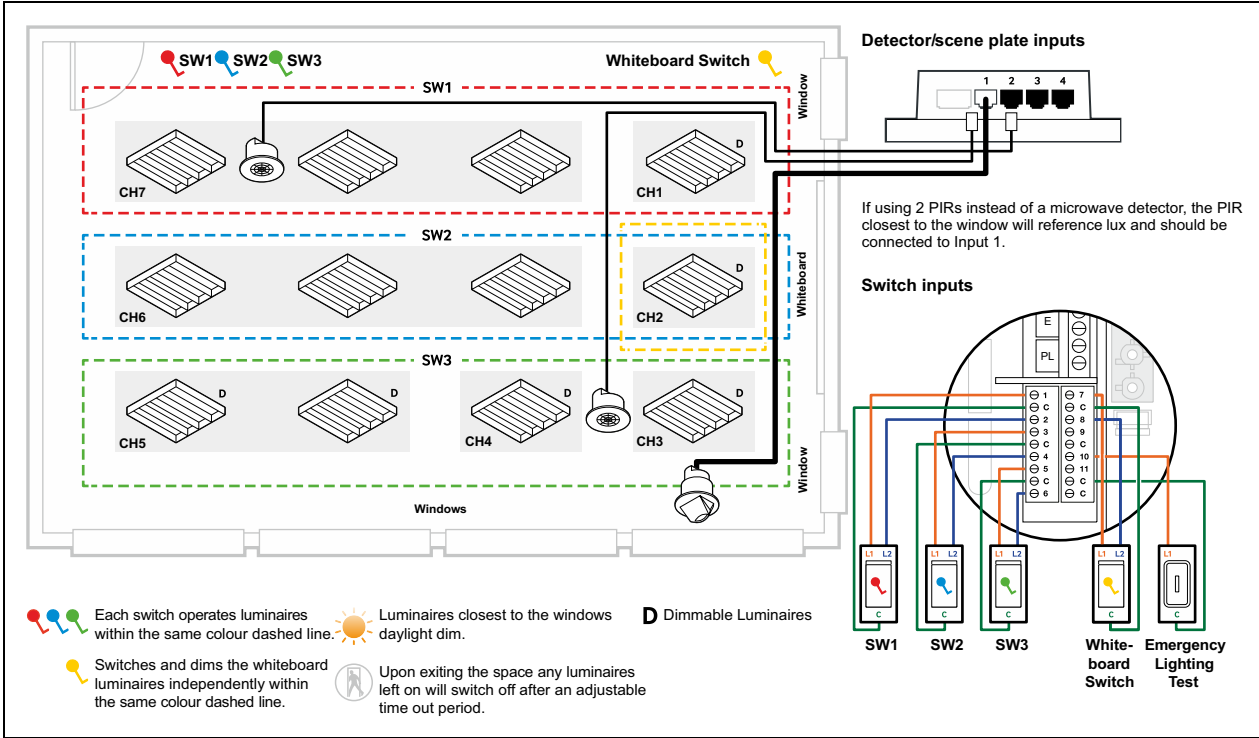 SW1 SW2 SW3
Whiteboard Switch
SW1
Window
D
CH7
CH1
SW2
D
CH6
CH2
Whiteboard
SW3
D
D
D
D
CH5
CH4
CH3
Window
Windows
Detector/scene plate inputs
1 2 3 4
If using 2 PIRs instead of a microwave detector, the PIR
closest to the window will reference lux and should be
connected to Input 1.
Switch inputs
E
PL
1 7
C C
2 8
3 9
C C
4 10
5 11
C C
6 C
L1 L2
L1 L2
L1 L2
L1 L2
L1
C
C
C
C
C
SW1
SW2
SW3
White-
board
Switch
Emergency
Lighting
Test
Each switch operates luminaires
within the same colour dashed line.
Switches and dims the whiteboard
luminaires independently within
the same colour dashed line.
Luminaires closest to the windows
daylight dim.
Upon exiting the space any luminaires
left on will switch off after an adjustable
time out period.
D Dimmable Luminaires